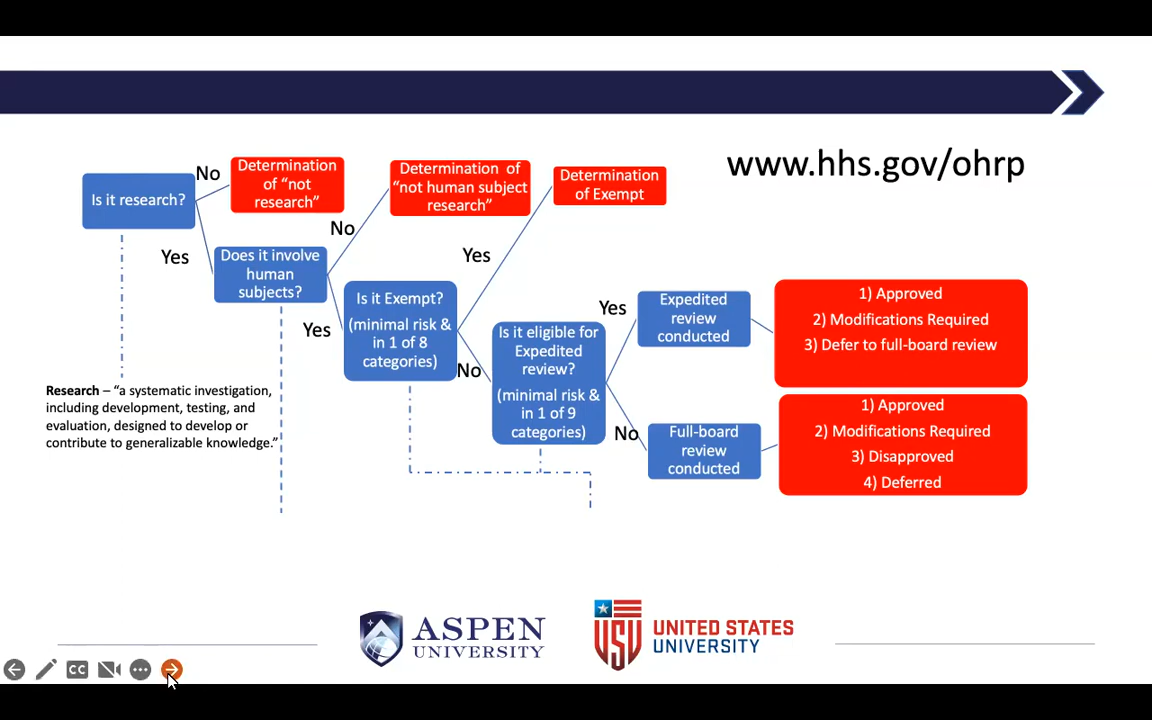 www.hhs.gov/ohrp
Is it research?
No
Determination
of “not
research”
Yes
Does it involve
human
subjects?
No
Determination of
“not human subject
research”
Yes
Is it Exempt?
(minimal risk &
in 1 of 8
categories)
Yes
Determination
of Exempt
No
Is it eligible for
Expedited
review?
(minimal risk &
in 1 of 9
categories)
Yes
Expedited
review
conducted
1) Approved
2) Modifications Required
3) Defer to full-board review
No
Full-board
review
conducted
1) Approved
2) Modifications Required
3) Disapproved
4) Deferred
Research – “a systematic investigation,
including development, testing, and
evaluation, designed to develop or
contribute to generalizable knowledge.”
ASPEN
UNIVERSITY
USU
UNITED STATES
UNIVERSITY
CC